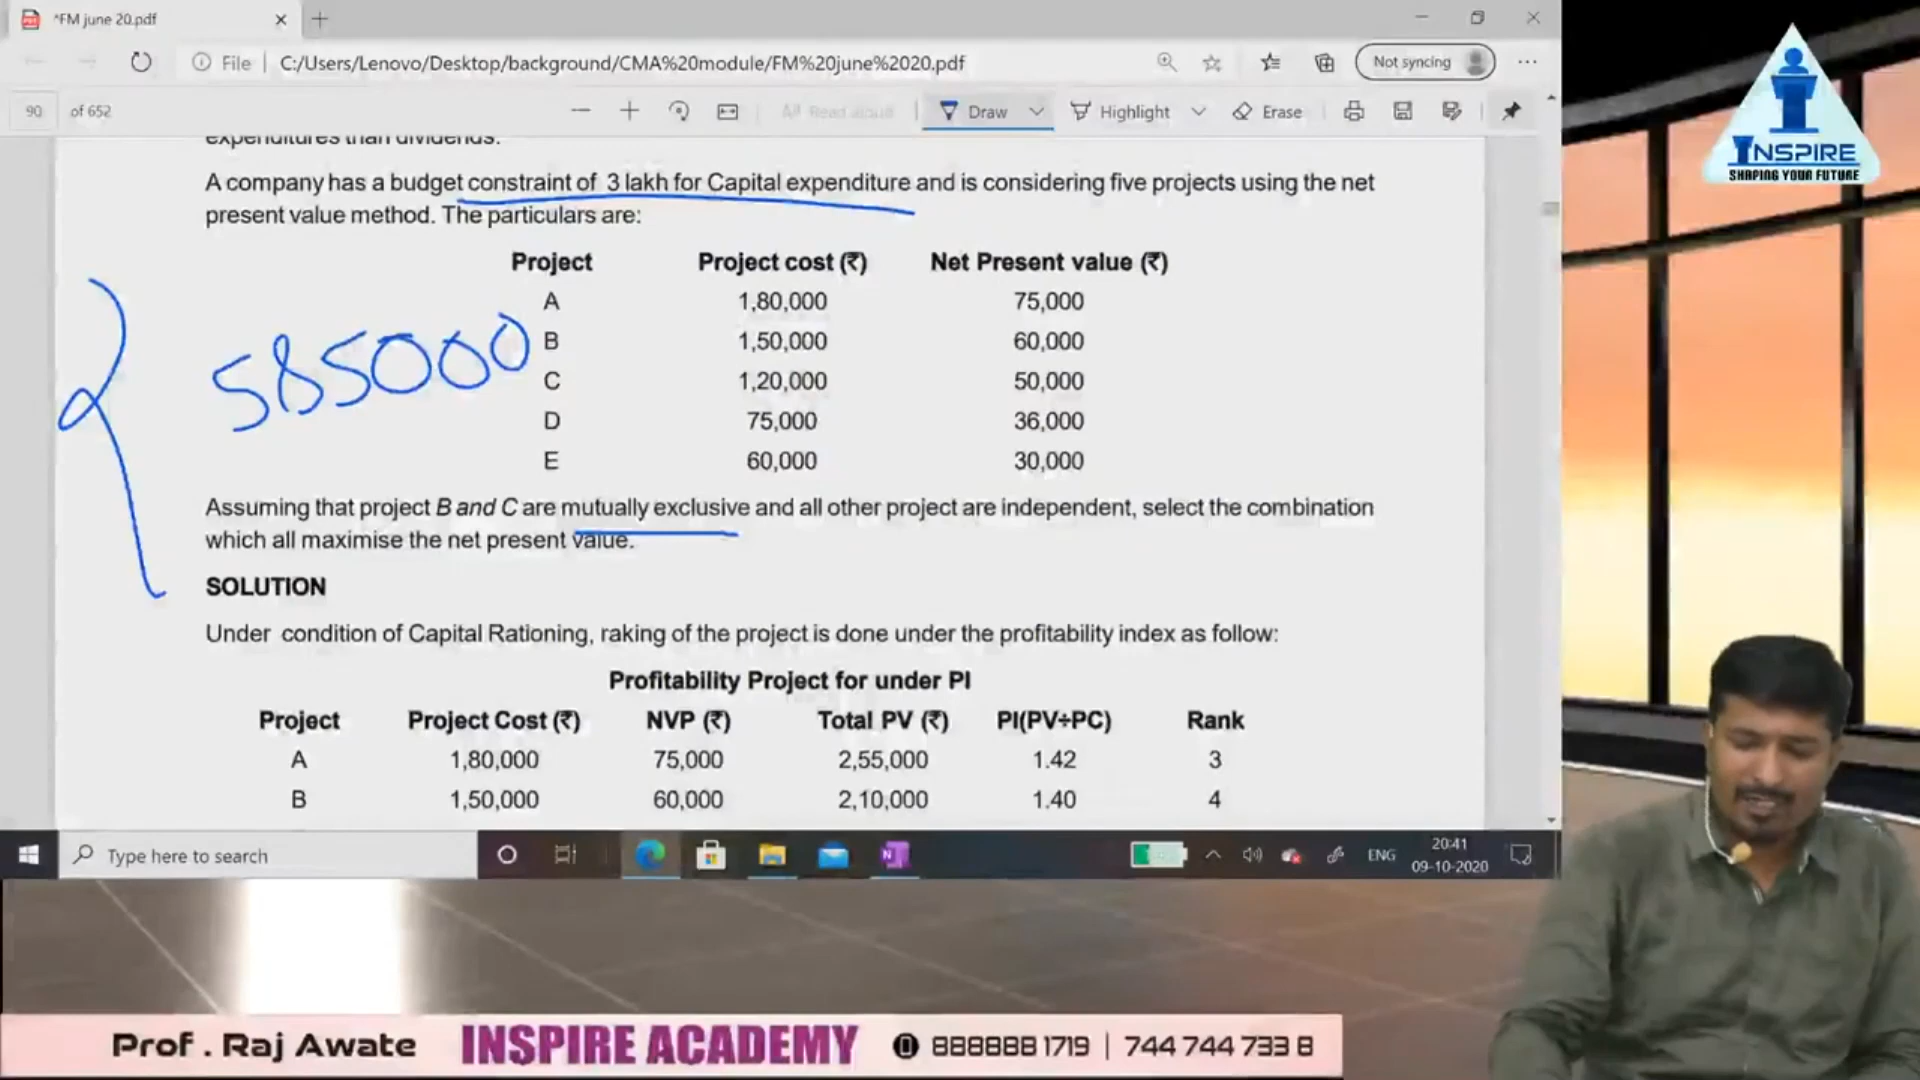 *FM june 20.pdf
File | C:/Users/Lenovo/Desktop/background/CMA%20module/FM%20june%2020.pdf
Not syncing
90 of 652
Read aloud
Draw
Highlight
Erase
expenditures than dividends.
A company has a budget constraint of 3 lakh for Capital expenditure and is considering five projects using the net
present value method. The particulars are:
Project Project cost (₹) Net Present value (₹)
A 1,80,000 75,000
B 1,50,000 60,000
C 1,20,000 50,000
D 75,000 36,000
E 60,000 30,000
585000
Assuming that project B and C are mutually exclusive and all other project are independent, select the combination
which all maximise the net present value.
SOLUTION
Under condition of Capital Rationing, raking of the project is done under the profitability index as follow:
Profitability Project for under PI
Project Project Cost (₹) NVP (₹) Total PV (₹) PI(PV÷PC) Rank
A 1,80,000 75,000 2,55,000 1.42 3
B 1,50,000 60,000 2,10,000 1.40 4
Type here to search
ENG
20:41
09-10-2020
INSPIRE
SHAPING YOUR FUTURE
Prof . Raj Awate INSPIRE ACADEMY 888888 1719 | 744 744 733 8